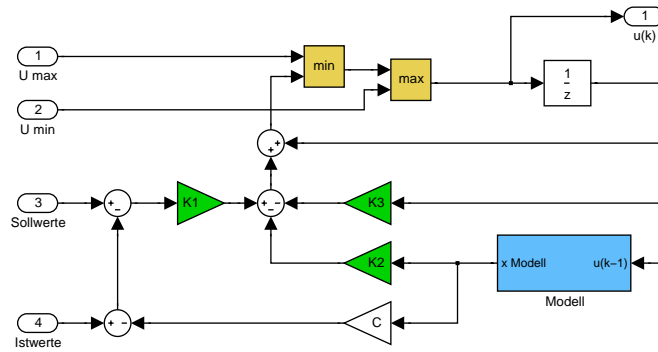 1
U max
2
U min
min
max
1
z
1
u(k)
+
+
3
Sollwerte
+
−
K1
+
−
−
K3
K2
x Modell
u(k−1)
Modell
4
Istwerte
+
−
C